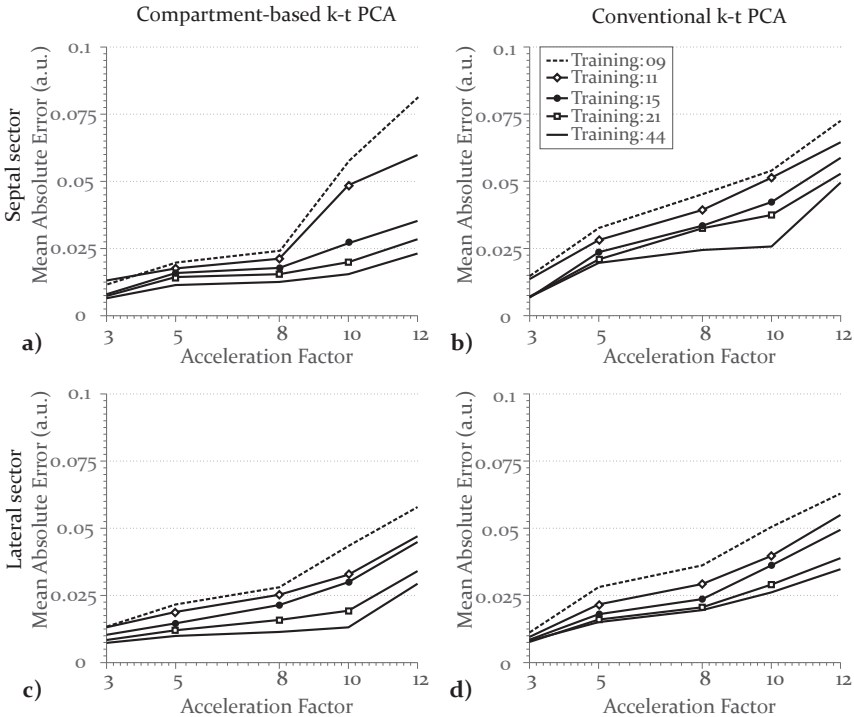 Compartment-based k-t PCA
Conventional k-t PCA
Septal sector
Mean Absolute Error (a.u.)
0.1
0.075
0.05
0.025
0
3 5 8 10 12
a)
Acceleration Factor
Mean Absolute Error (a.u.)
0.1
0.075
0.05
0.025
0
Training:09
Training:11
Training:15
Training:21
Training:44
3 5 8 10 12
b)
Acceleration Factor
Lateral sector
Mean Absolute Error (a.u.)
0.1
0.075
0.05
0.025
0
3 5 8 10 12
c)
Acceleration Factor
Mean Absolute Error (a.u.)
0.1
0.075
0.05
0.025
0
3 5 8 10 12
d)
Acceleration Factor